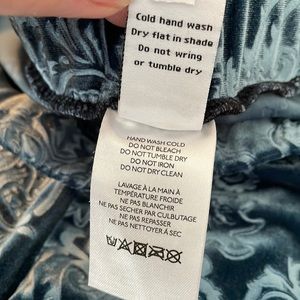 Cold hand wash
Dry flat in shade
Do not wring
or tumble dry
HAND WASH COLD
DO NOT BLEACH
DO NOT TUMBLE DRY
DO NOT IRON
DO NOT DRY CLEAN
LAVAGE À LA MAIN À
TEMPÉRATURE FROIDE
NE PAS BLANCHIR
NE PAS SECHER PAR CULBUTAGE
NE PAS REPASSER
NE PAS NETTOYER À SEC